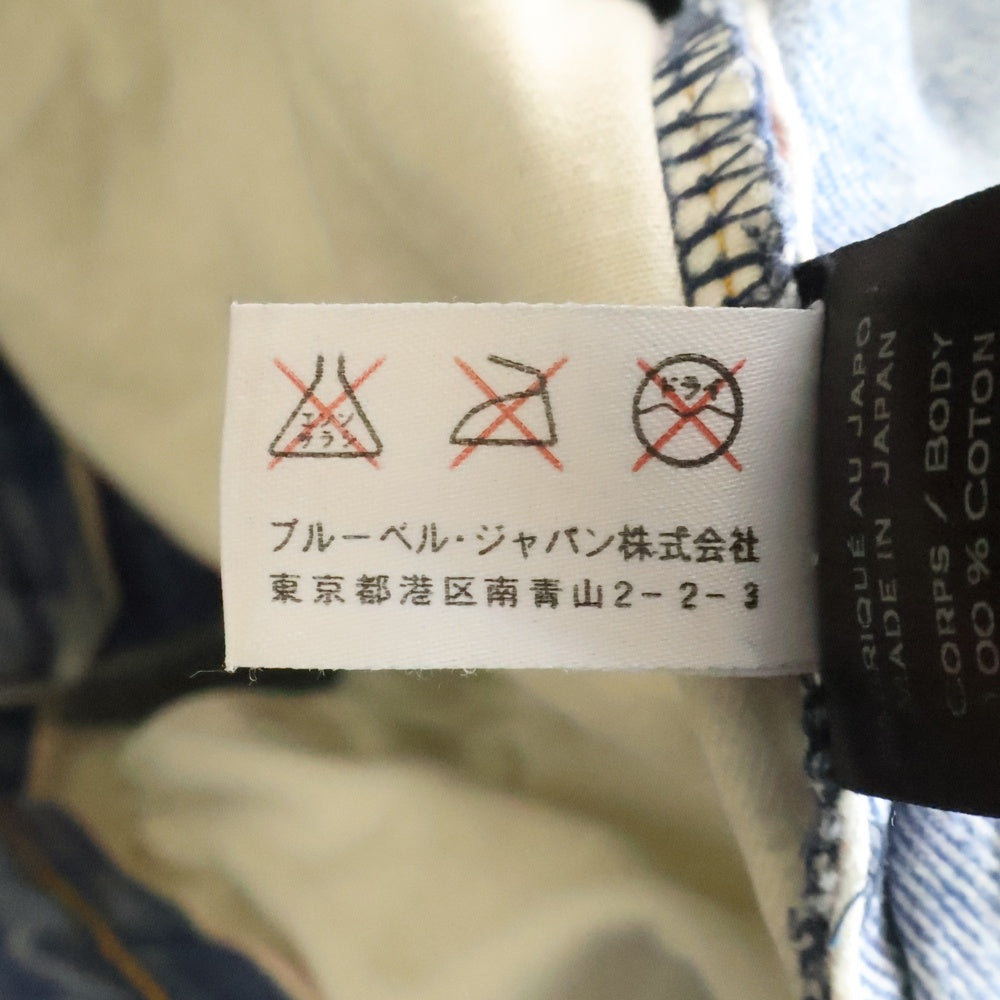 エンソ
サラシ
ドライ
ブルーベル・ジャパン株式会社
東京都港区南青山2-2-3
RIQUÉ AU JAPO
MADE IN JAPAN
CORPS / BODY
100 % COTON